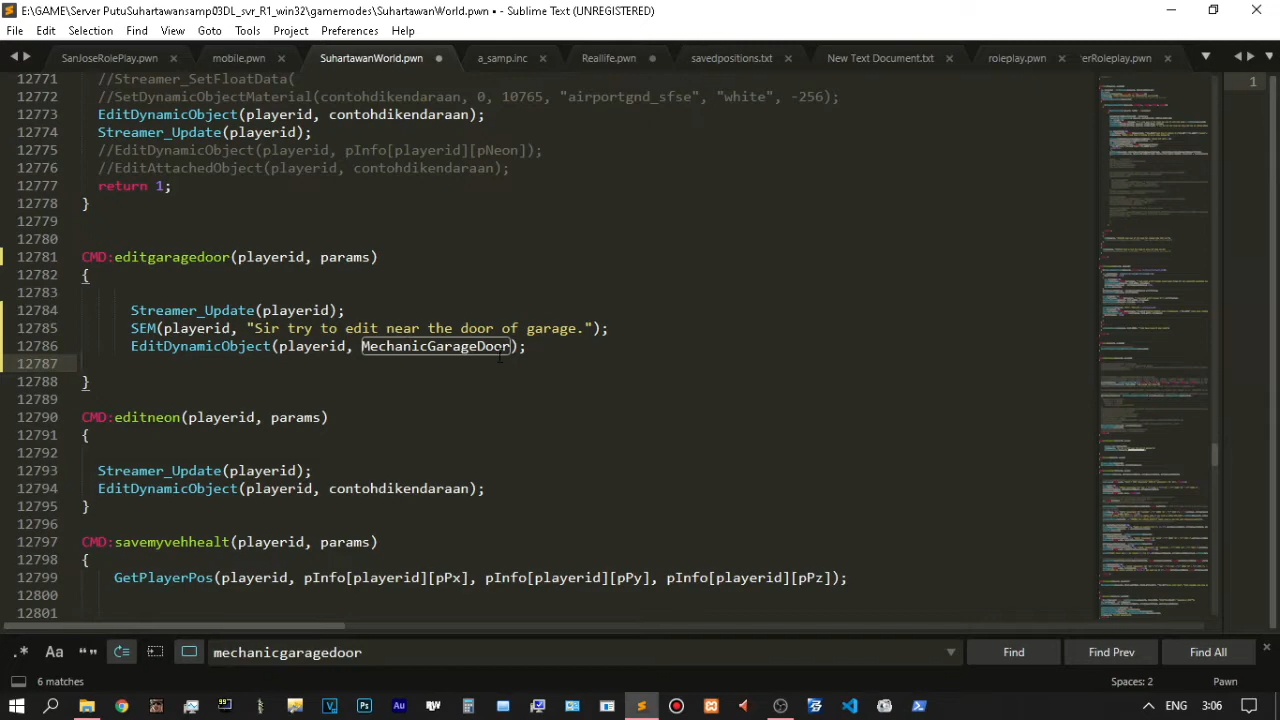 E:\GAME\Server PutuSuhartawansamp03DL_svr_R1_win32\gamemodes\SuhartawanWorld.pwn • - Sublime Text (UNREGISTERED)
File Edit Selection Find View Goto Tools Project Preferences Help
SanJoseRolePlay.pwn mobile.pwn SuhartawanWorld.pwn a_samp.inc Reallife.pwn savedpositions.txt New Text Document.txt roleplay.pwn erRoleplay.pwn
12771 //Streamer_SetFloatData(
12772 //SetDynamicObjectMaterial(contohdikendaraan, 0, 10765, "airportgnd_sfse", "white", -256);
12773 EditDynamicObject(playerid, contohdikendaraan);
12774 Streamer_Update(playerid);
12775 //EditDynamicObject(playerid, pInfo[playerid][pNeon]);
12776 //EditAttachedObject(playerid, contohdikendaraan);
12777 return 1;
12778 }
12779
12780
12781 CMD:editgaragedoor(playerid, params)
12782 {
12783
12784 Streamer_Update(playerid);
12785 SEM(playerid, "Sir try to edit near the door of garage.");
12786 EditDynamicObject(playerid, MechanicGarageDoor);
12787
12788 }
12789
12790 CMD:editneon(playerid, params)
12791 {
12792
12793 Streamer_Update(playerid);
12794 EditDynamicObject(playerid, contohdikendaraan);
12795 }
12796
12797 CMD:savemyvehhealt(playerid, params)
12798 {
12799 GetPlayerPos(playerid, pInfo[playerid][pPx], pInfo[playerid][pPy], pInfo[playerid][pPz]);
12800
12801
1
.* Aa “” mechanicgaragedoor Find Find Prev Find All
6 matches Spaces: 2 Pawn
ENG 3:06